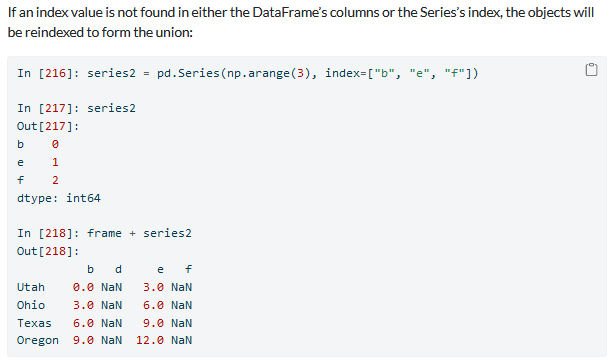 If an index value is not found in either the DataFrame’s columns or the Series’s index, the objects will
be reindexed to form the union:
In [216]: series2 = pd.Series(np.arange(3), index=["b", "e", "f"])
In [217]: series2
Out[217]:
b    0
e    1
f    2
dtype: int64
In [218]: frame + series2
Out[218]:
          b   d     e   f
Utah    0.0 NaN   3.0 NaN
Ohio    3.0 NaN   6.0 NaN
Texas   6.0 NaN   9.0 NaN
Oregon  9.0 NaN  12.0 NaN